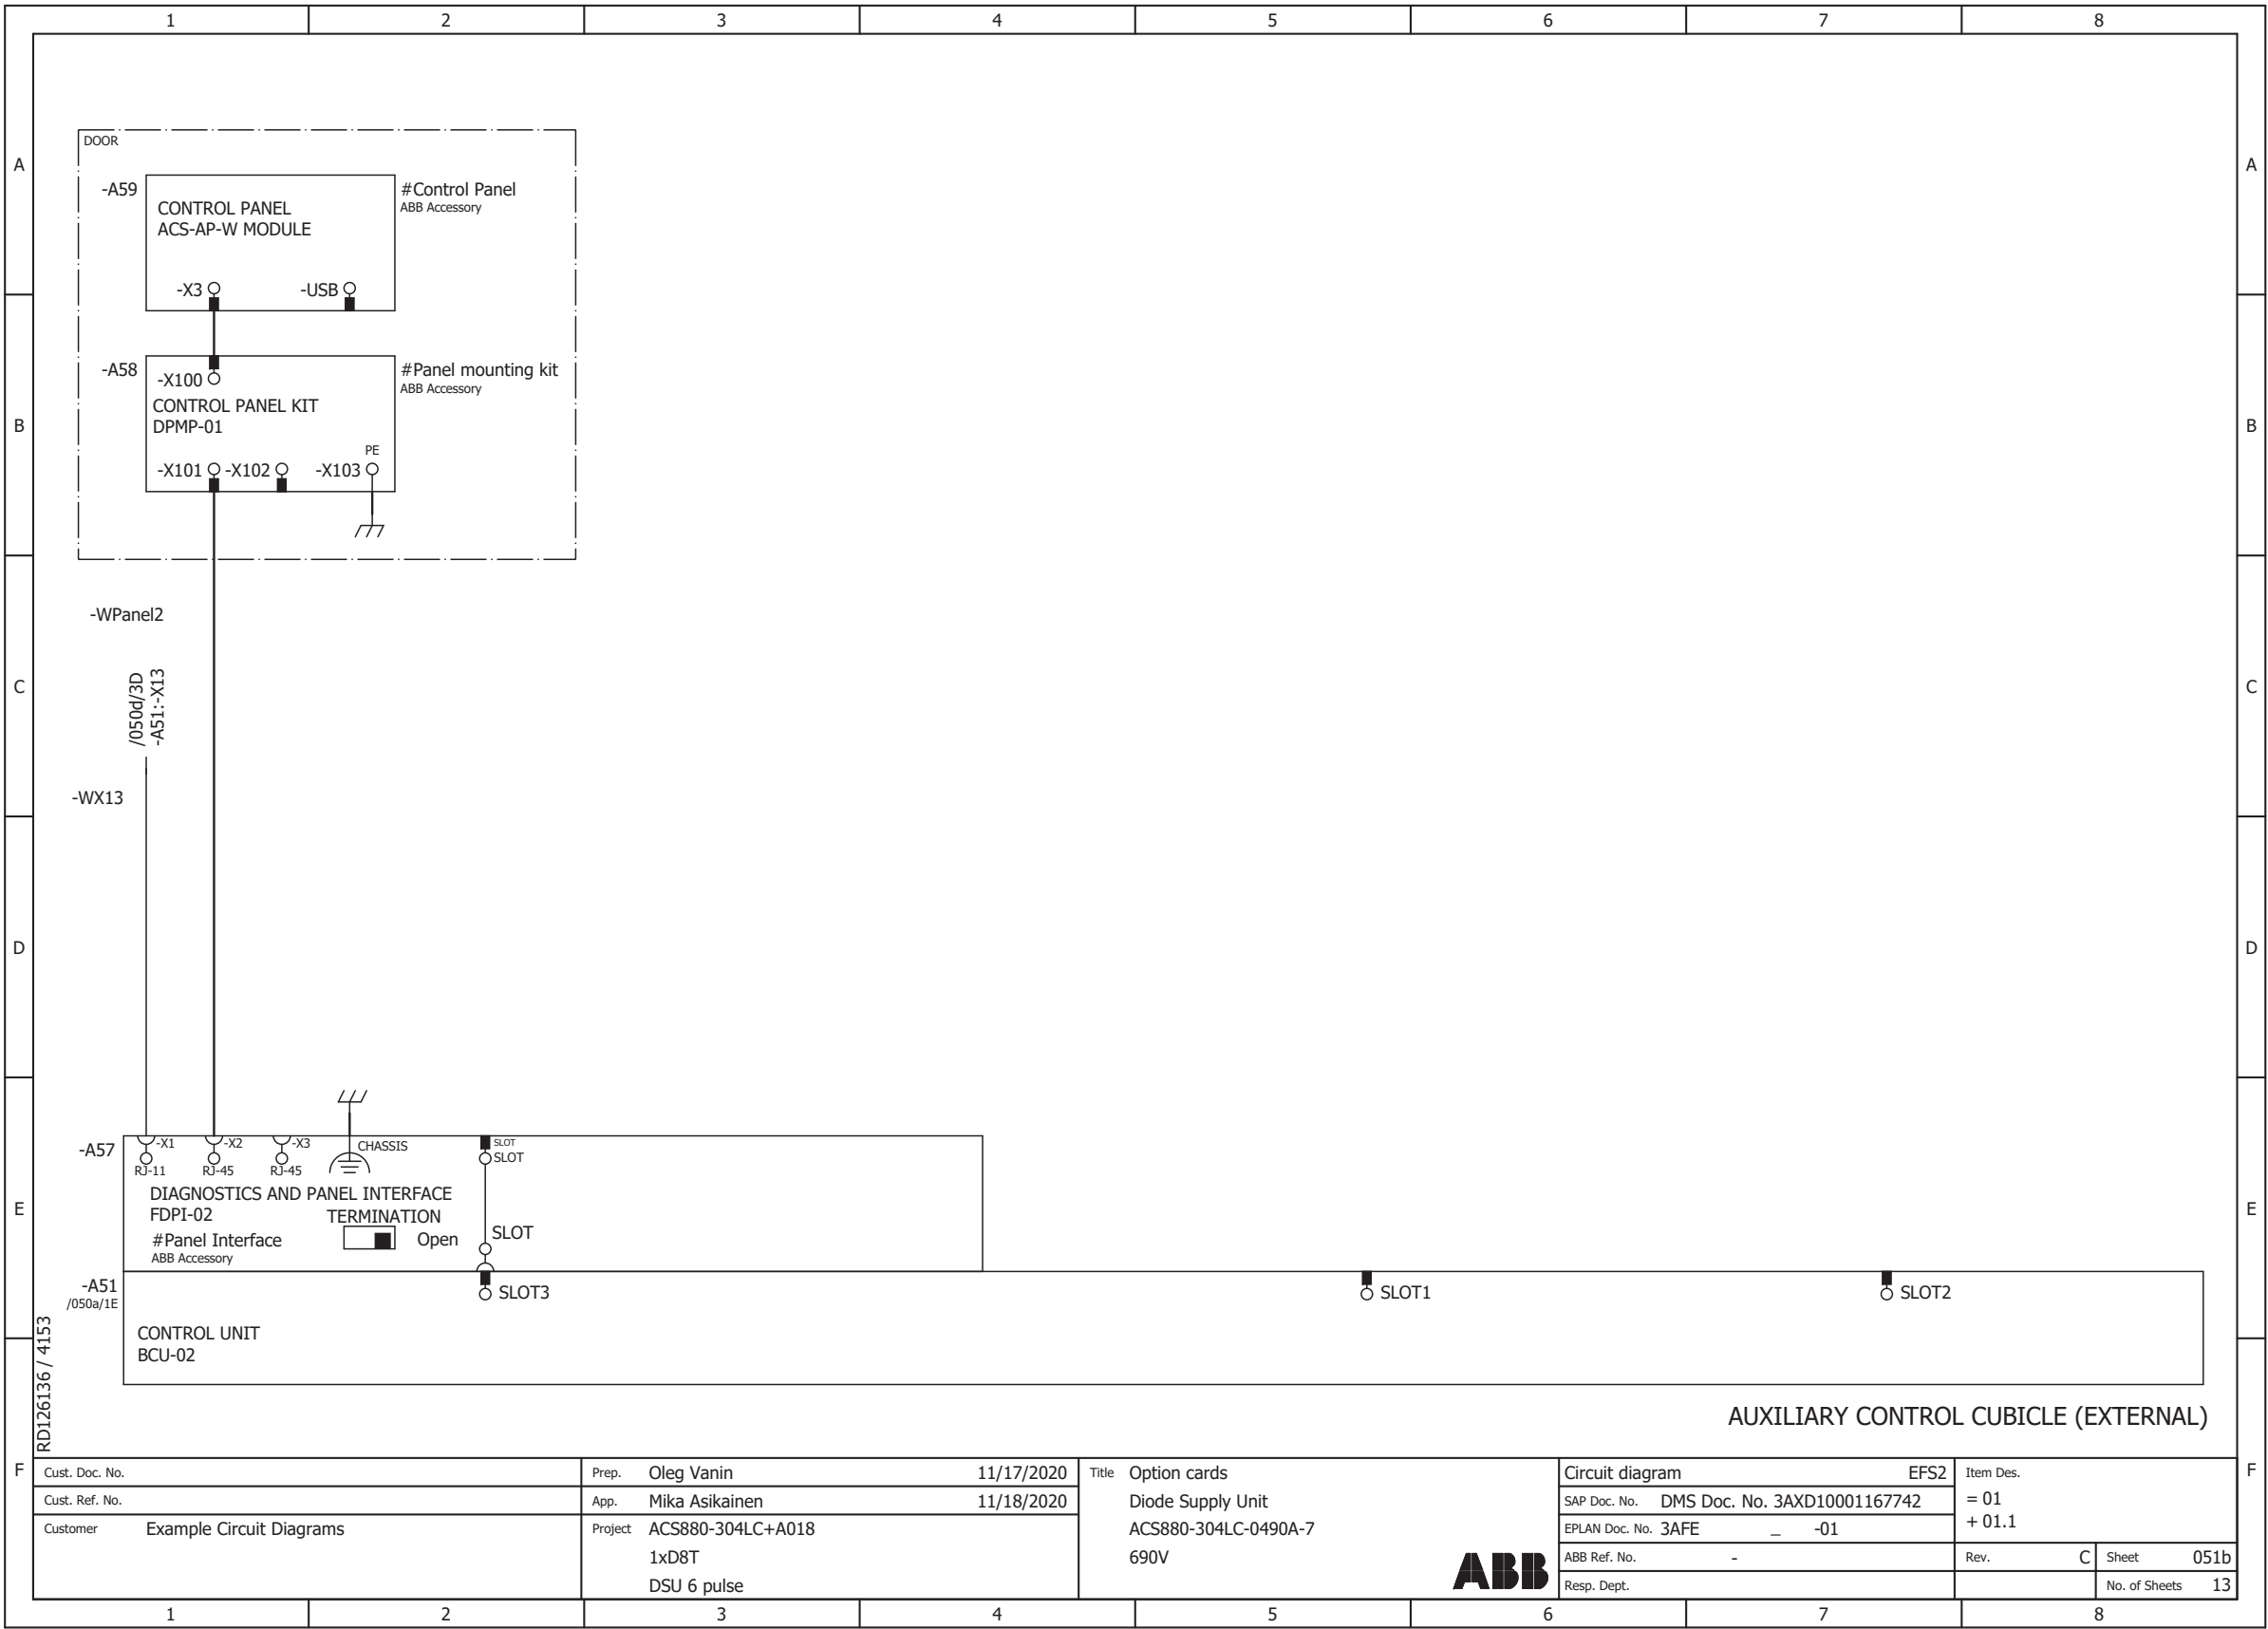 1 2 3 4 5 6 7 8
A A
B B
C C
D D
E E
F F
DOOR
-A59
CONTROL PANEL
ACS-AP-W MODULE
#Control Panel
ABB Accessory
-X3 -USB
-A58
-X100
CONTROL PANEL KIT
DPMP-01
#Panel mounting kit
ABB Accessory
PE
-X101 -X102 -X103
-WPanel2
/050d/3D
-A51:-X13
-WX13
-A57
-X1 -X2 -X3 CHASSIS SLOT
RJ-11 RJ-45 RJ-45 SLOT
DIAGNOSTICS AND PANEL INTERFACE
FDPI-02 TERMINATION
#Panel Interface Open SLOT
ABB Accessory
-A51
/050a/1E
SLOT3 SLOT1 SLOT2
CONTROL UNIT
BCU-02
RD126136 / 4153
AUXILIARY CONTROL CUBICLE (EXTERNAL)
Cust. Doc. No.
Cust. Ref. No.
Customer Example Circuit Diagrams
Prep. Oleg Vanin 11/17/2020
App. Mika Asikainen 11/18/2020
Project ACS880-304LC+A018
1xD8T
DSU 6 pulse
Title Option cards
Diode Supply Unit
ACS880-304LC-0490A-7
690V
ABB
Circuit diagram EFS2
SAP Doc. No. DMS Doc. No. 3AXD10001167742
EPLAN Doc. No. 3AFE _ -01
ABB Ref. No. -
Resp. Dept.
Item Des.
= 01
+ 01.1
Rev. C Sheet 051b
No. of Sheets 13
1 2 3 4 5 6 7 8